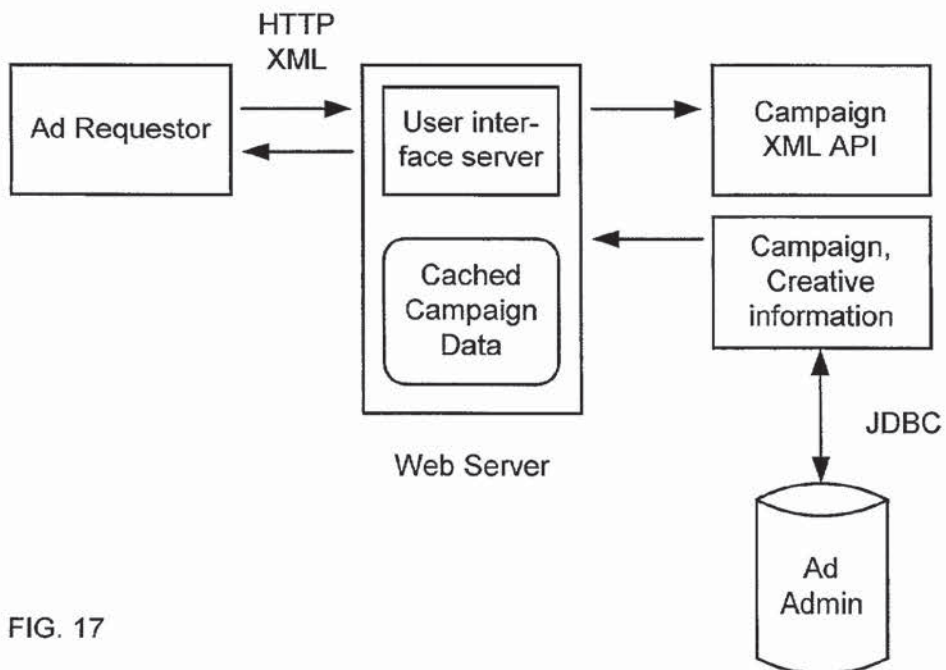 HTTP
XML
Ad Requestor
User inter-
face server
Cached
Campaign
Data
Web Server
Campaign
XML API
Campaign,
Creative
information
JDBC
Ad
Admin
FIG. 17